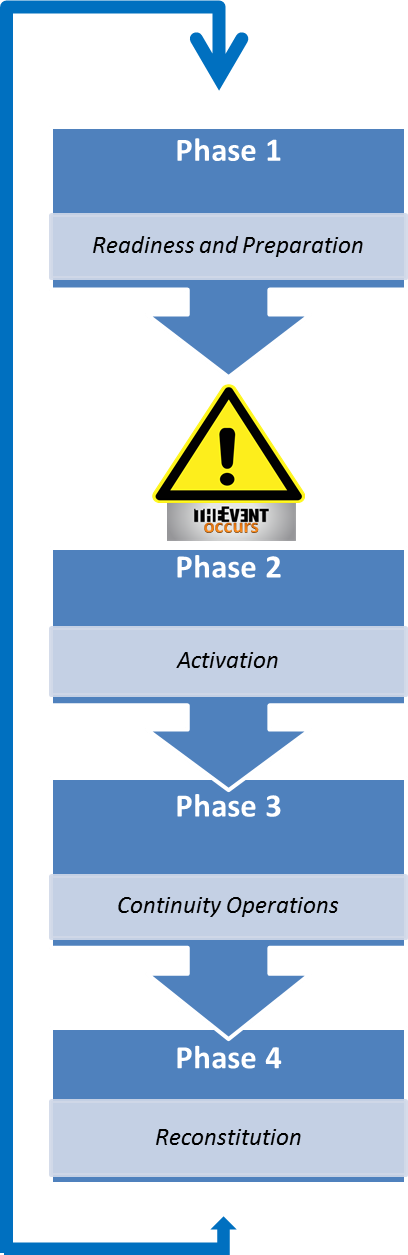 Phase 1
Readiness and Preparation
THE EVENT
occurs
Phase 2
Activation
Phase 3
Continuity Operations
Phase 4
Reconstitution